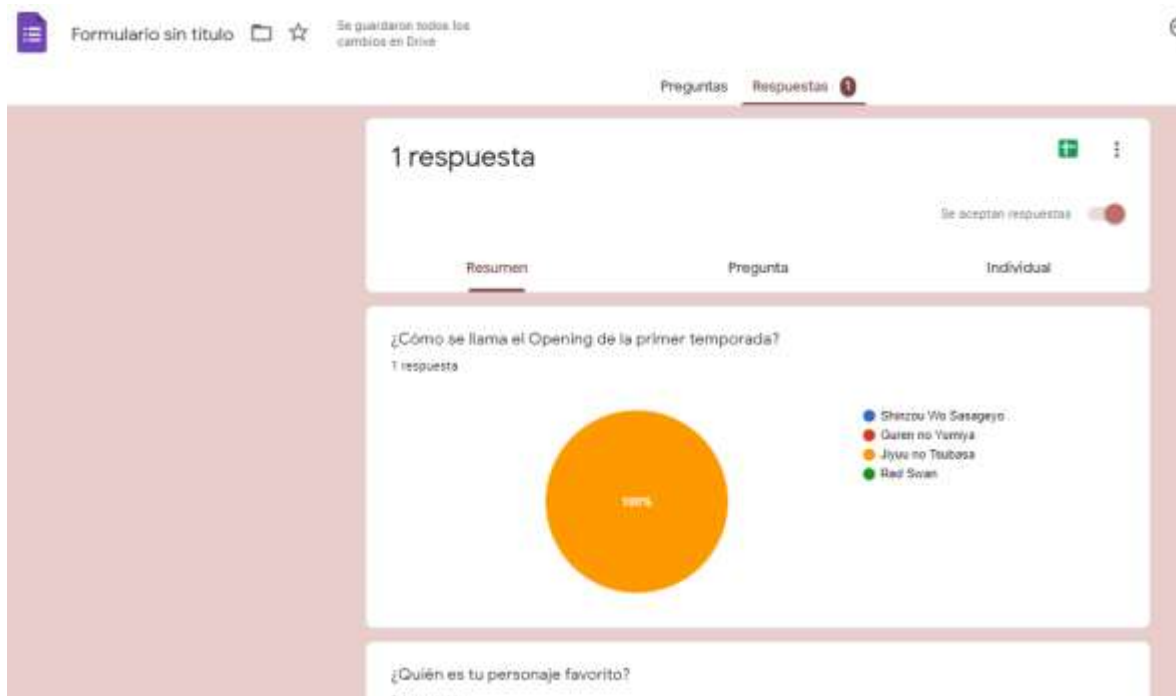 Formulario sin título
Se guardaron todos los
cambios en Drive
Preguntas
Respuestas 1
1 respuesta
Se aceptan respuestas
Resumen
Pregunta
Individual
¿Cómo se llama el Opening de la primer temporada?
1 respuesta
Shinzou Wo Sasageyo
Guren no Yumiya
Jiyuu no Tsubasa
Red Swan
100%
¿Quién es tu personaje favorito?